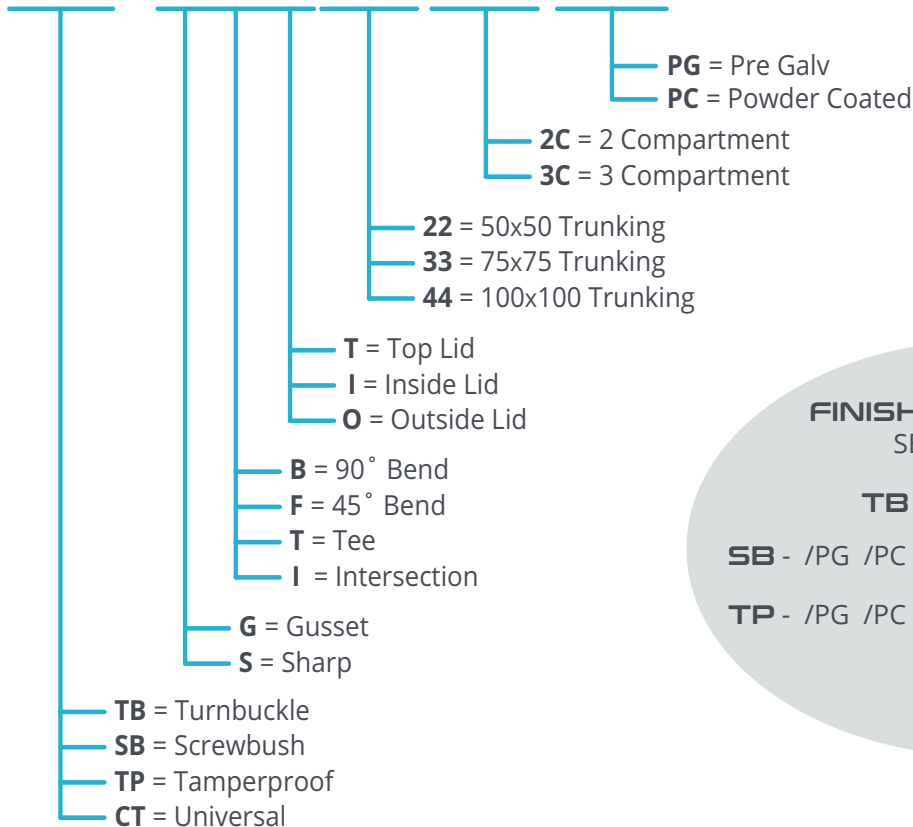 PG = Pre Galv
PC = Powder Coated
2C = 2 Compartment
3C = 3 Compartment
22 = 50x50 Trunking
33 = 75x75 Trunking
44 = 100x100 Trunking
T = Top Lid
I = Inside Lid
O = Outside Lid
B = 90° Bend
F = 45° Bend
T = Tee
I = Intersection
G = Gusset
S = Sharp
TB = Turnbuckle
SB = Screwbush
TP = Tamperproof
CT = Universal
FINISH
TB
SB - /PG /PC
TP - /PG /PC